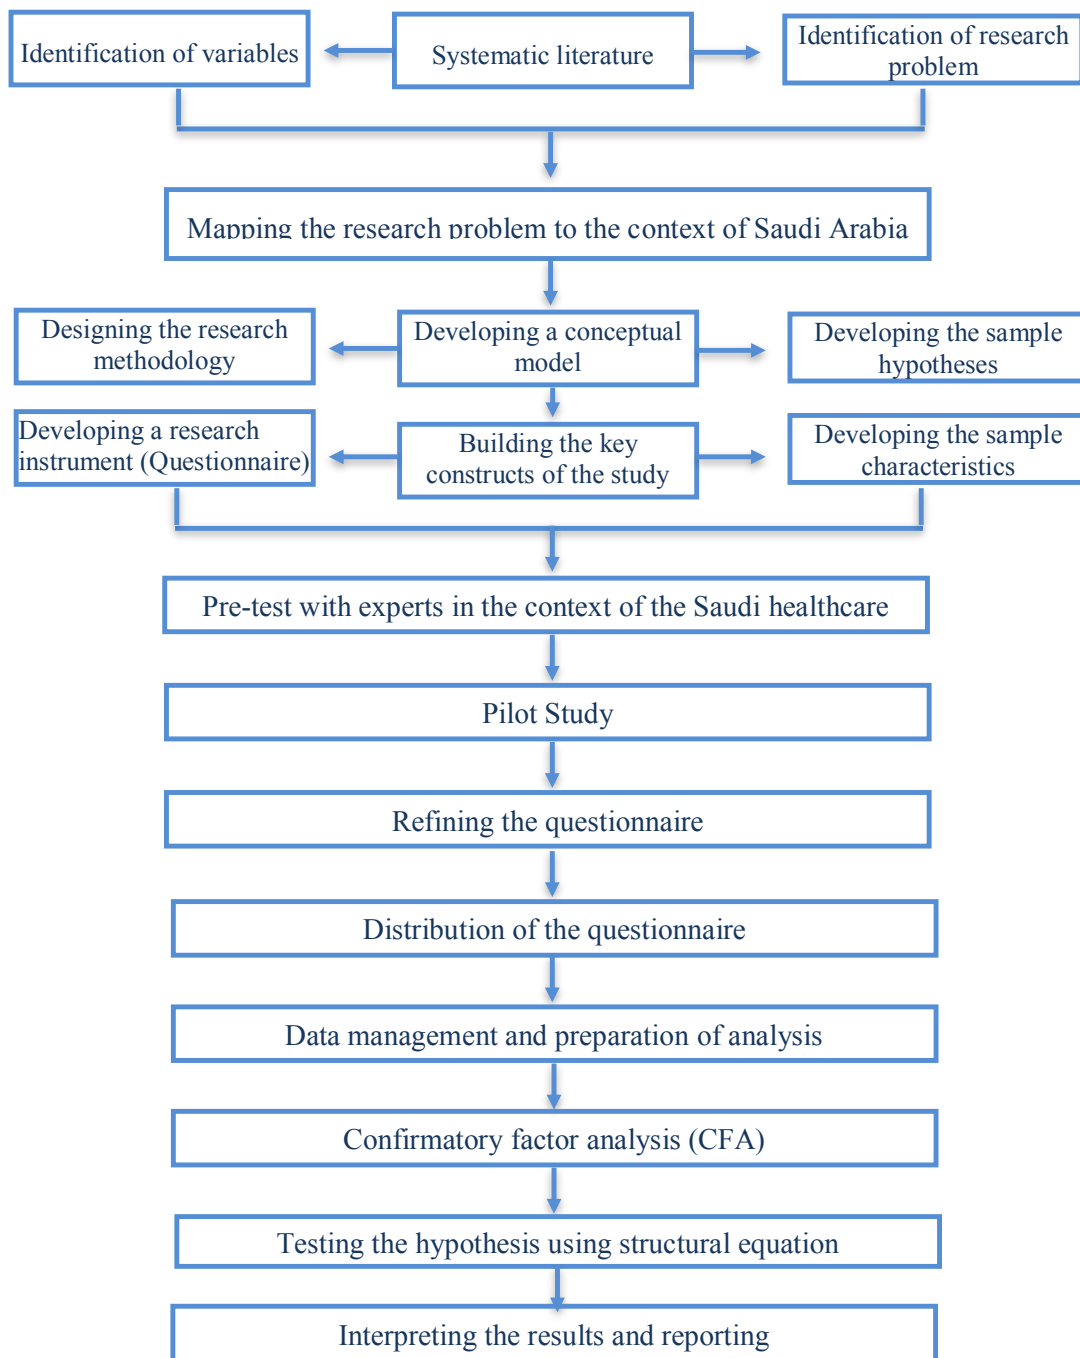 Identification of variables
Systematic literature
Identification of research
problem
Mapping the research problem to the context of Saudi Arabia
Designing the research
methodology
Developing a conceptual
model
Developing the sample
hypotheses
Developing a research
instrument (Questionnaire)
Building the key
constructs of the study
Developing the sample
characteristics
Pre-test with experts in the context of the Saudi healthcare
Pilot Study
Refining the questionnaire
Distribution of the questionnaire
Data management and preparation of analysis
Confirmatory factor analysis (CFA)
Testing the hypothesis using structural equation
Interpreting the results and reporting